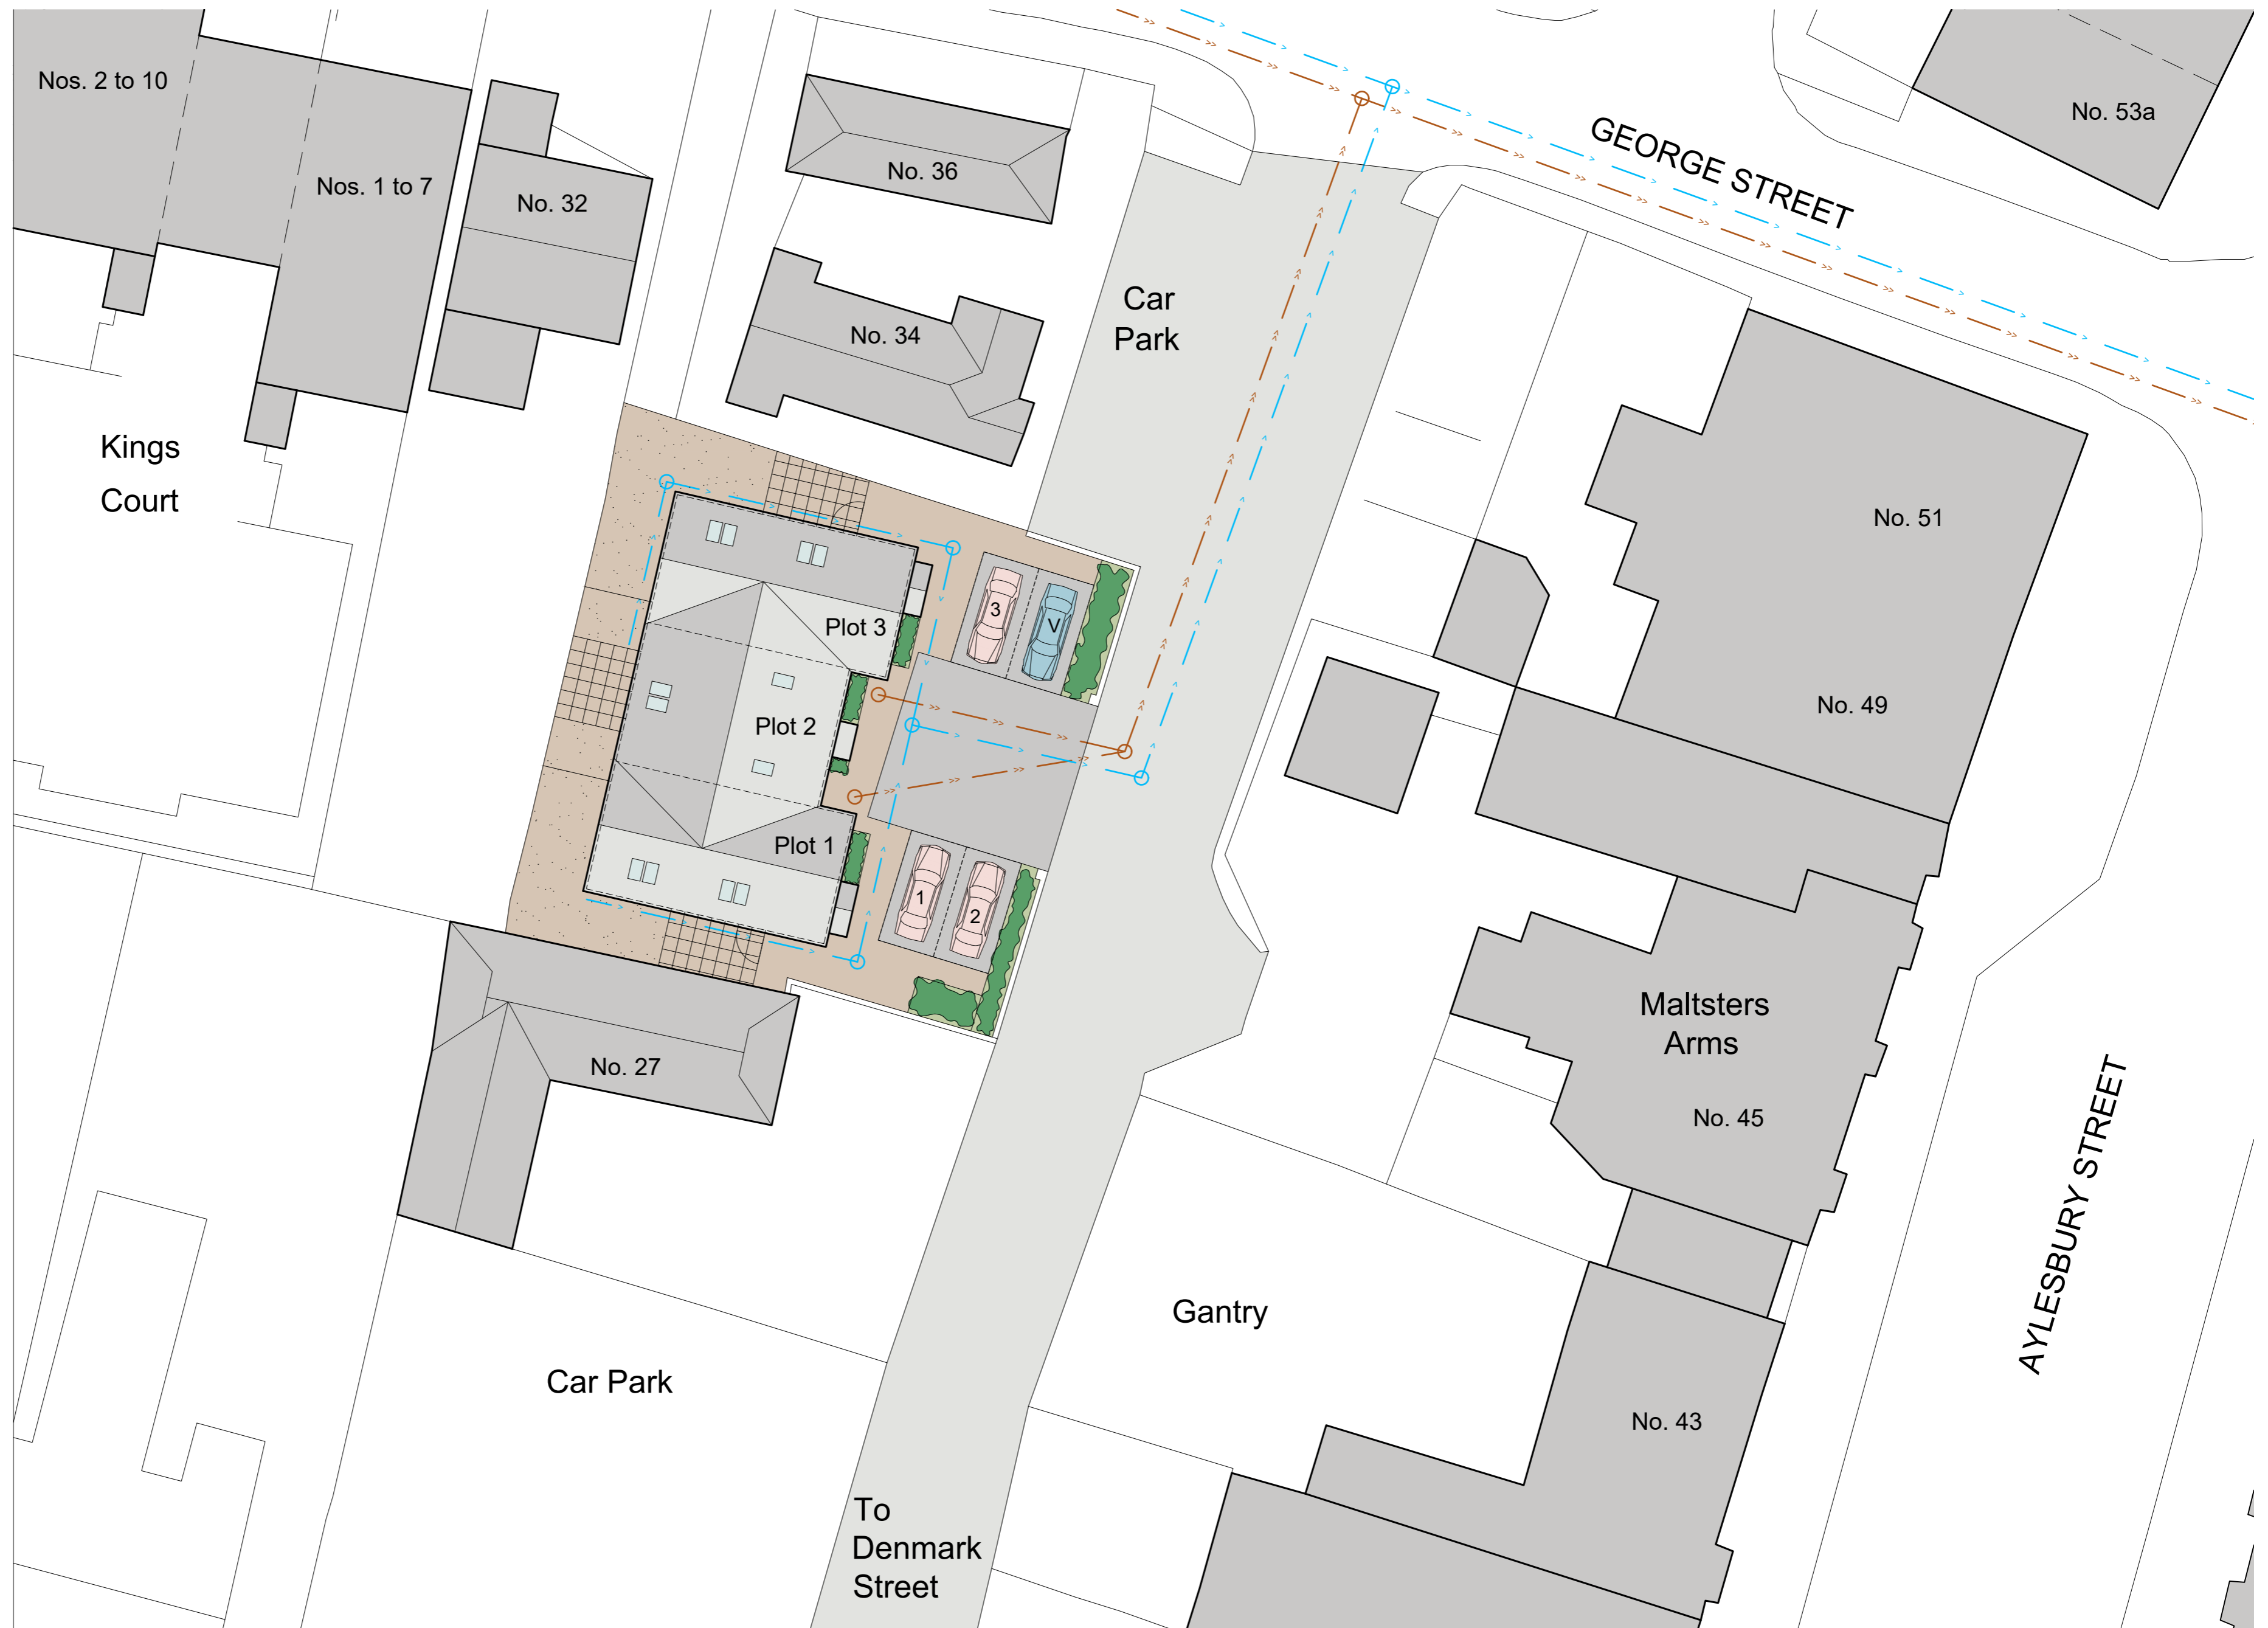 Nos. 2 to 10
No. 53a
GEORGE STREET
No. 36
Nos. 1 to 7
No. 32
Car
Park
No. 34
Kings
Court
No. 51
3
V
Plot 3
No. 49
Plot 2
Plot 1
1
2
Maltsters
Arms
No. 27
No. 45
AYLESBURY STREET
Gantry
Car Park
No. 43
To
Denmark
Street